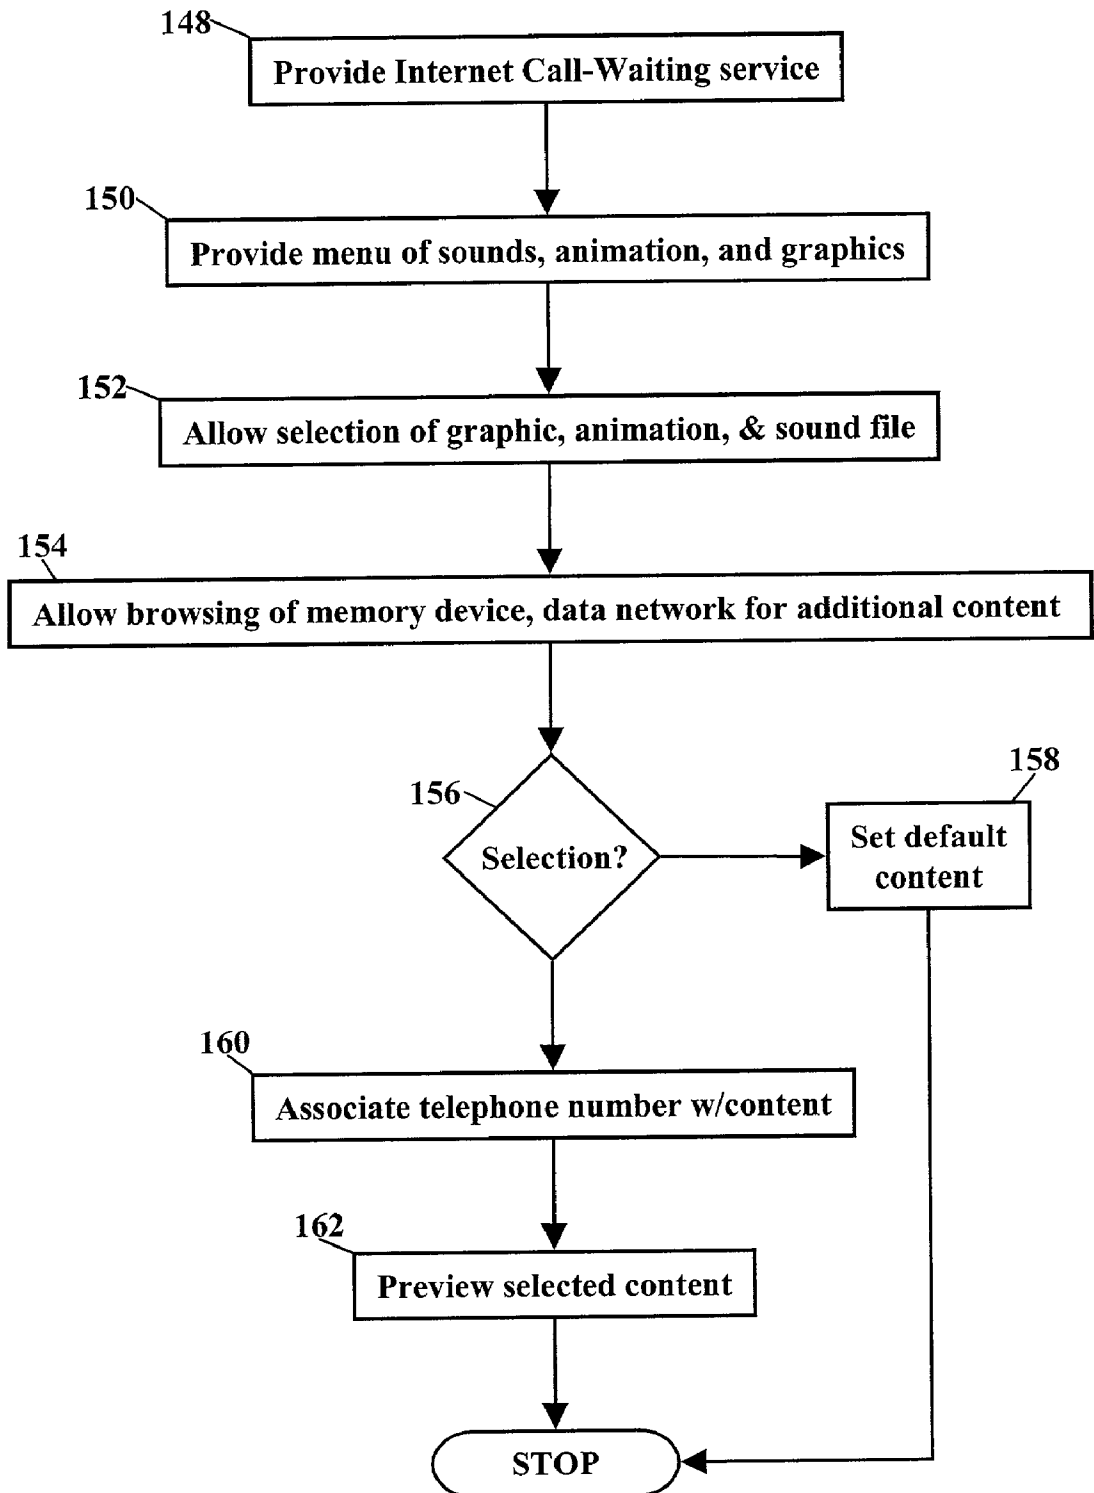 148
Provide Internet Call-Waiting service
150
Provide menu of sounds, animation, and graphics
152
Allow selection of graphic, animation, & sound file
154
Allow browsing of memory device, data network for additional content
156
Selection?
158
Set default
content
160
Associate telephone number w/content
162
Preview selected content
STOP